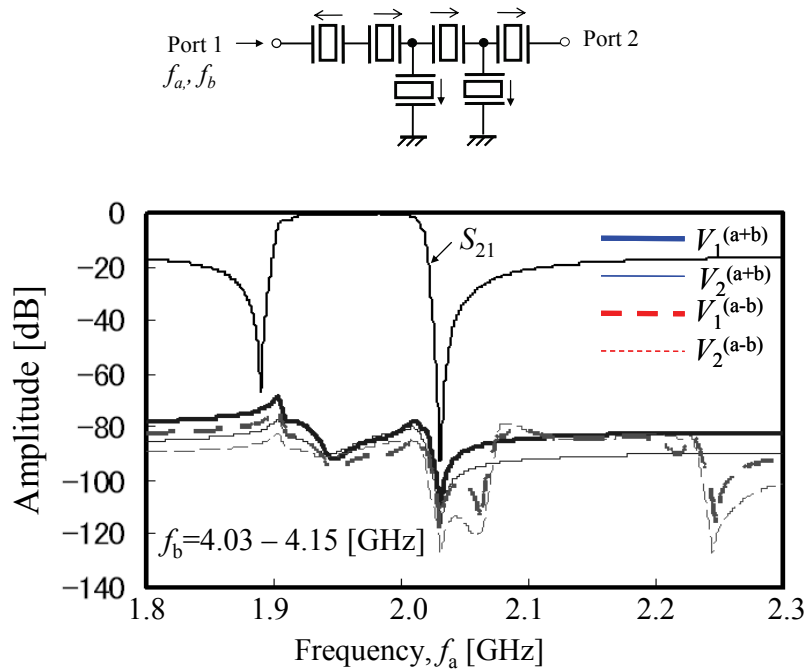 Port 1
fa, fb
Port 2
0
−20
−40
−60
−80
−100
−120
−140
Amplitude [dB]
S21
V1(a+b)
V2(a+b)
V1(a-b)
V2(a-b)
fb=4.03 – 4.15 [GHz]
1.8
1.9
2.0
2.1
2.2
2.3
Frequency, fa [GHz]